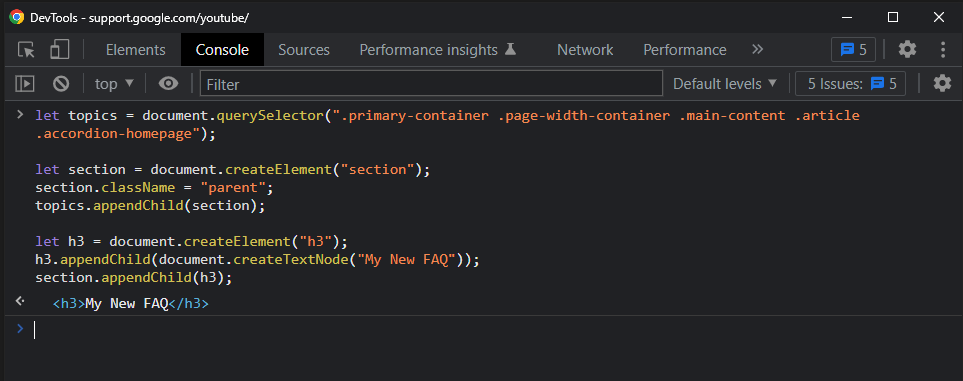 DevTools - support.google.com/youtube/
Elements Console Sources Performance insights Network Performance » 5
top Filter Default levels 5 Issues: 5
let topics = document.querySelector(".primary-container .page-width-container .main-content .article
.accordion-homepage");
let section = document.createElement("section");
section.className = "parent";
topics.appendChild(section);
let h3 = document.createElement("h3");
h3.appendChild(document.createTextNode("My New FAQ"));
section.appendChild(h3);
<h3>My New FAQ</h3>